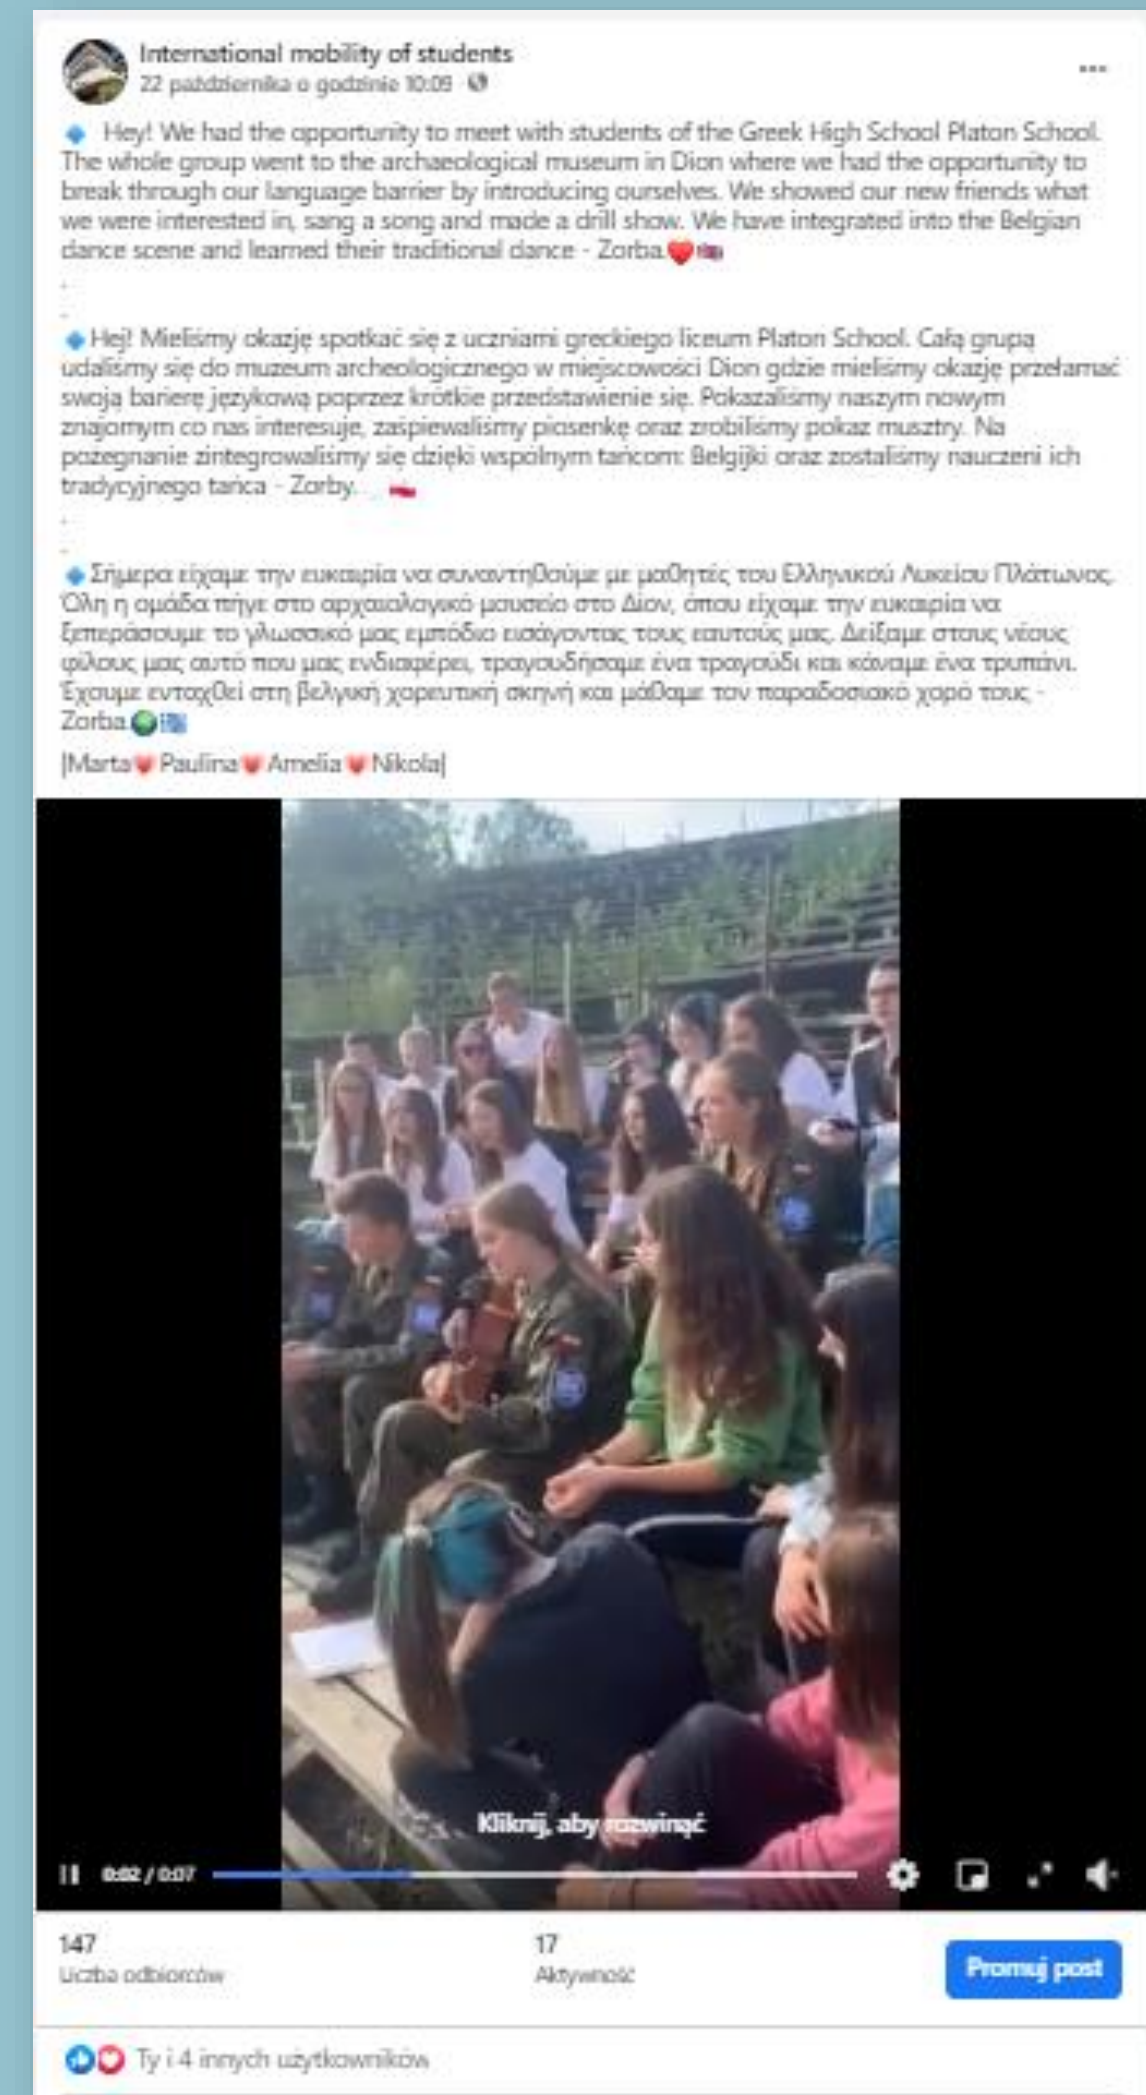 International mobility of students
22 października o godzinie 10:09
Hey! We had the opportunity to meet with students of the Greek High School Platon School.
The whole group went to the archaeological museum in Dion where we had the opportunity to
break through our language barrier by introducing ourselves. We showed our new friends what
we were interested in, sang a song and made a drill show. We have integrated into the Belgian
dance scene and learned their traditional dance - Zorba.
.
.
Hej! Mieliśmy okazję spotkać się z uczniami greckiego liceum Platon School. Całą grupą
udaliśmy się do muzeum archeologicznego w miejscowości Dion gdzie mieliśmy okazję przełamać
swoją barierę językową poprzez krótkie przedstawienie się. Pokazaliśmy naszym nowym
znajomym co nas interesuje, zaśpiewaliśmy piosenkę oraz zrobiliśmy pokaz musztry. Na
pożegnanie zintegrowaliśmy się dzięki wspólnym tańcom: Belgijki oraz zostaliśmy nauczeni ich
tradycyjnego tańca - Zorby.
.
.
Σήμερα είχαμε την ευκαιρία να συναντηθούμε με μαθητές του Ελληνικού Λυκείου Πλάτωνος.
Όλη η ομάδα πήγε στο αρχαιολογικό μουσείο στο Δίον, όπου είχαμε την ευκαιρία να
ξεπεράσουμε το γλωσσικό μας εμπόδιο εισάγοντας τους εαυτούς μας. Δείξαμε στους νέους
φίλους μας αυτό που μας ενδιαφέρει, τραγουδήσαμε ένα τραγούδι και κάναμε ένα τρυπάνι.
Έχουμε ενταχθεί στη βελγική χορευτική σκηνή και μάθαμε τον παραδοσιακό χορό τους -
Zorba.
|Marta Paulina Amelia Nikola|
Kliknij, aby rozwinąć
0:02 / 0:07
147
Liczba odbiorców
17
Aktywność
Promuj post
Ty i 4 innych użytkowników